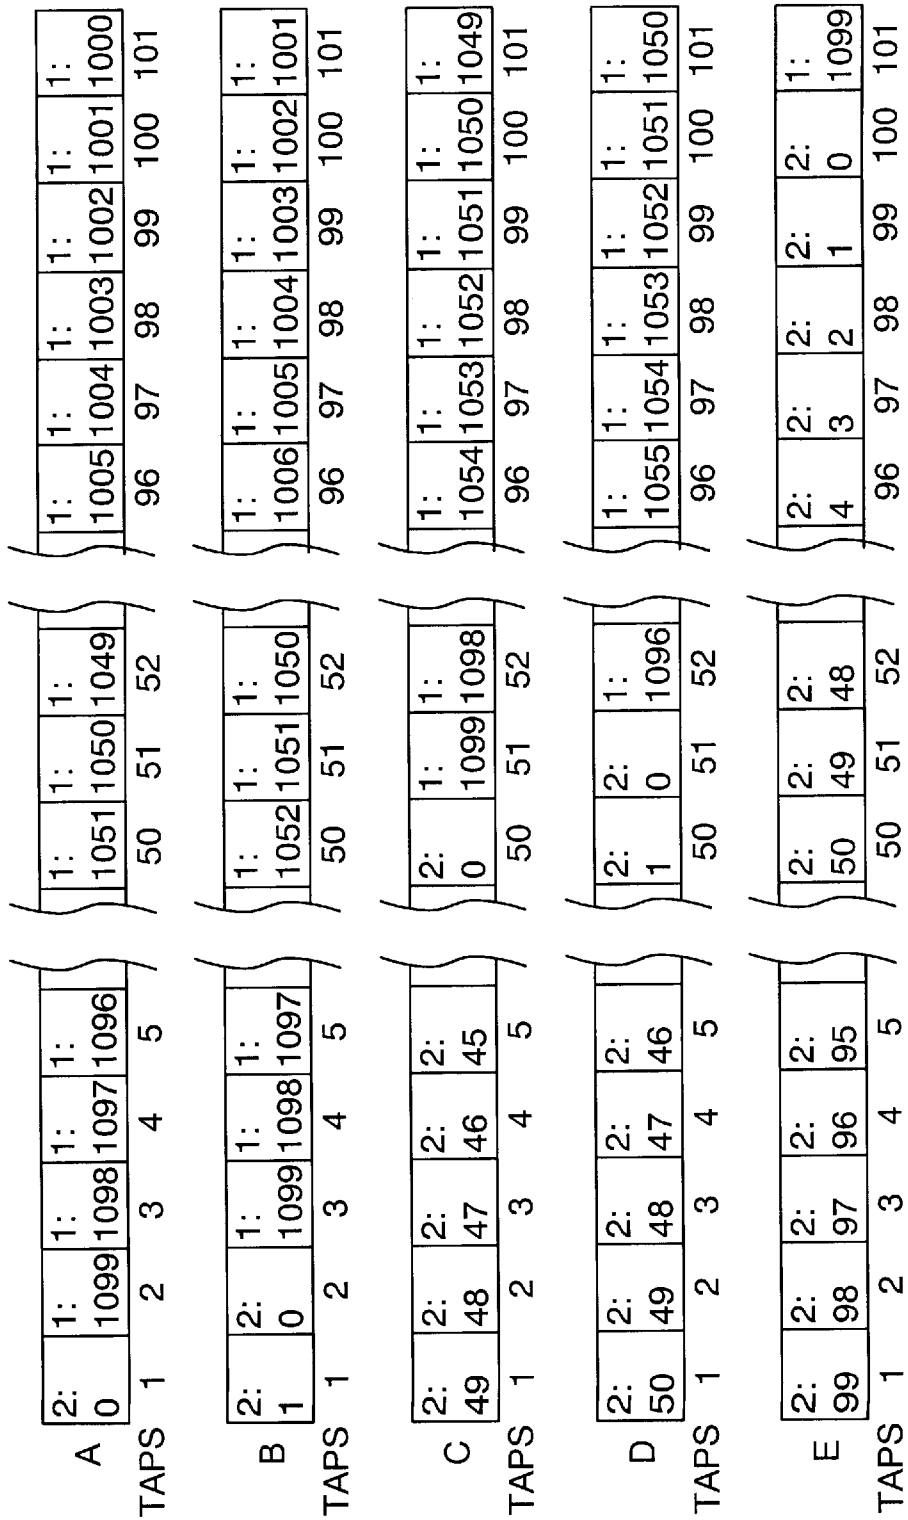 2: 1: 1: 1: 1: 1: 1: 1: 1: 1: 1: 1: 1: 1:
A 0 1099 1098 1097 1096 1051 1050 1049 1005 1004 1003 1002 1001 1000
TAPS 1 2 3 4 5 50 51 52 96 97 98 99 100 101
2: 2: 1: 1: 1: 1: 1: 1: 1: 1: 1: 1: 1: 1:
B 1 0 1099 1098 1097 1052 1051 1050 1006 1005 1004 1003 1002 1001
TAPS 1 2 3 4 5 50 51 52 96 97 98 99 100 101
2: 2: 2: 2: 2: 2: 1: 1: 1: 1: 1: 1: 1: 1:
C 49 48 47 46 45 0 1099 1098 1054 1053 1052 1051 1050 1049
TAPS 1 2 3 4 5 50 51 52 96 97 98 99 100 101
2: 2: 2: 2: 2: 2: 2: 1: 1: 1: 1: 1: 1: 1:
D 50 49 48 47 46 1 0 1096 1055 1054 1053 1052 1051 1050
TAPS 1 2 3 4 5 50 51 52 96 97 98 99 100 101
2: 2: 2: 2: 2: 2: 2: 2: 2: 2: 2: 2: 2: 1:
E 99 98 97 96 95 50 49 48 4 3 2 1 0 1099
TAPS 1 2 3 4 5 50 51 52 96 97 98 99 100 101